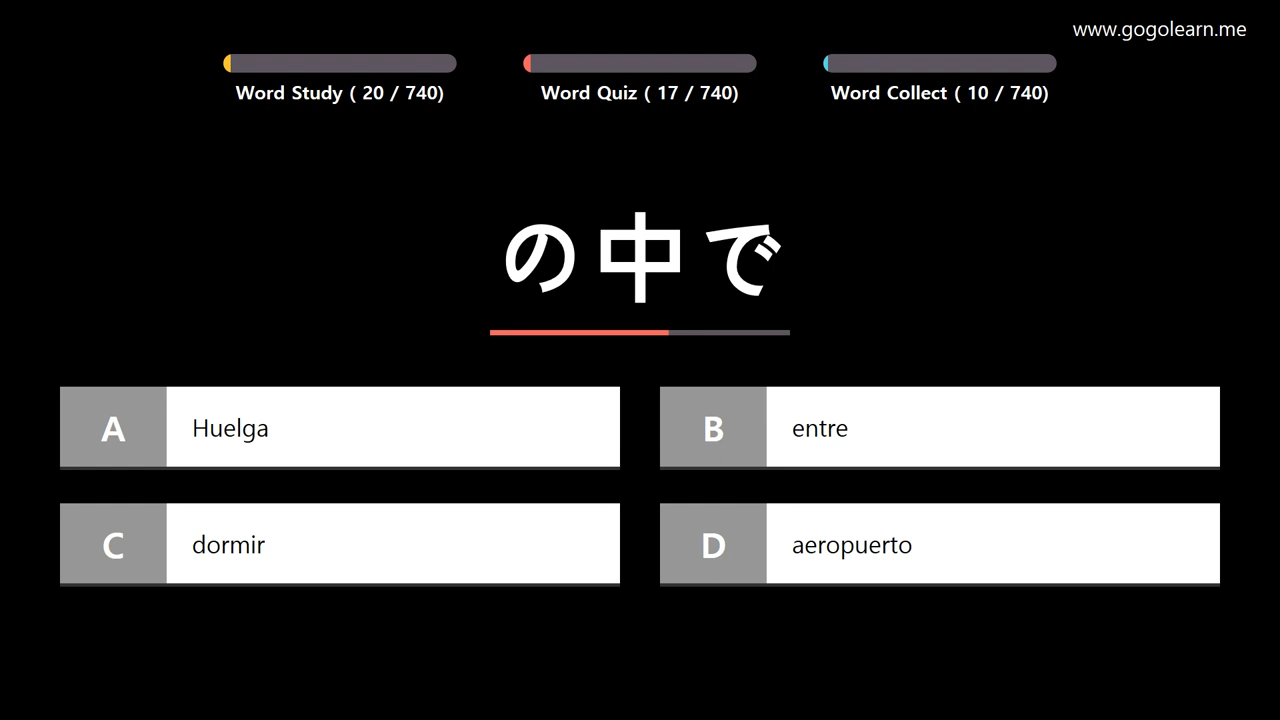 www.gogolearn.me
Word Study ( 20 / 740)
Word Quiz ( 17 / 740)
Word Collect ( 10 / 740)
の中で
A Huelga
B entre
C dormir
D aeropuerto